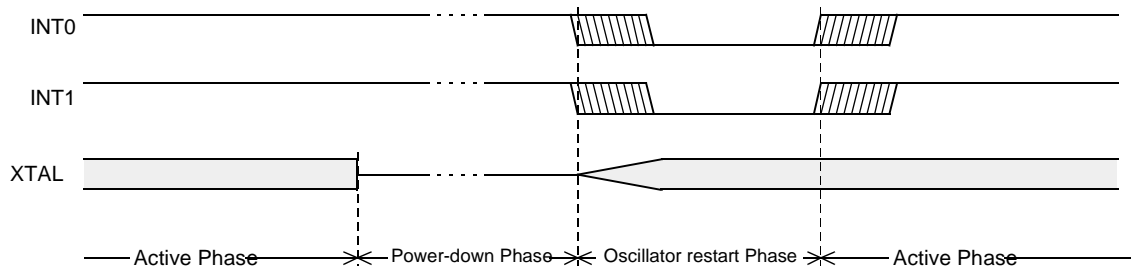 INT0
INT1
XTAL
Active Phase Power-down Phase Oscillator restart Phase Active Phase